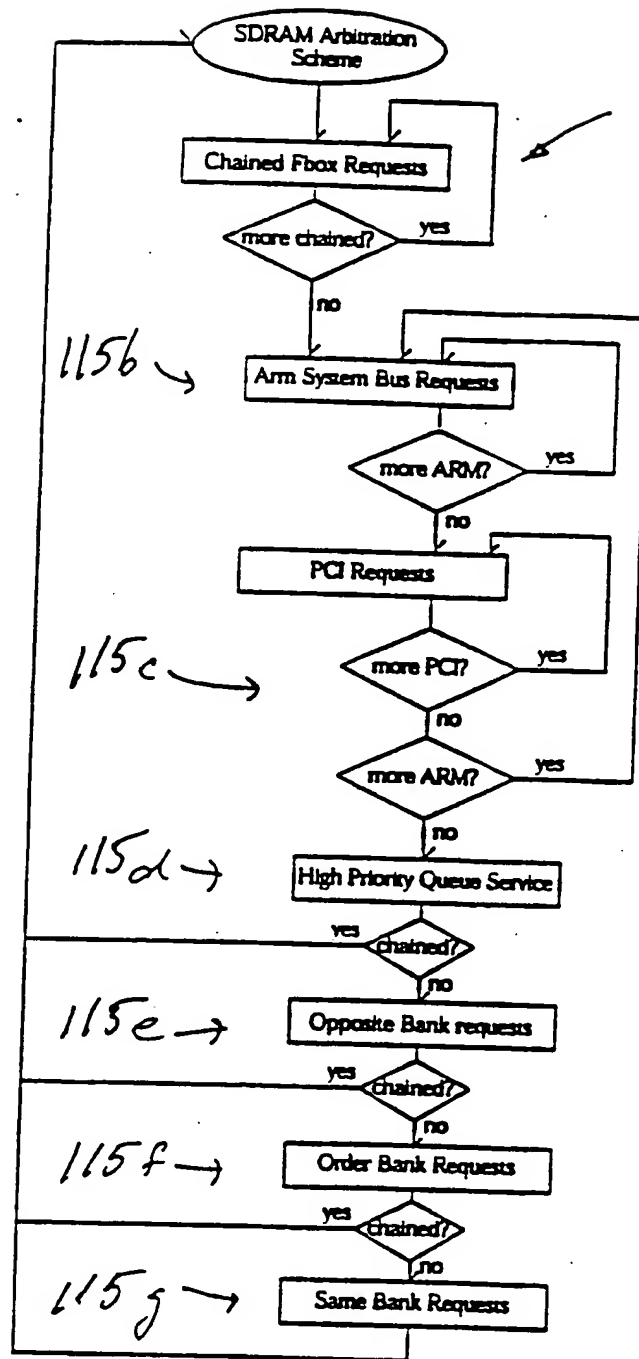 SDRAM Arbitration
Scheme
Chained Fbox Requests
more chained?
yes
no
115b
Arm System Bus Requests
more ARM?
yes
no
PCI Requests
115c
more PCI?
yes
no
more ARM?
yes
no
115d
High Priority Queue Service
yes
chained?
no
115e
Opposite Bank requests
yes
chained?
no
115f
Order Bank Requests
yes
chained?
no
115g
Same Bank Requests